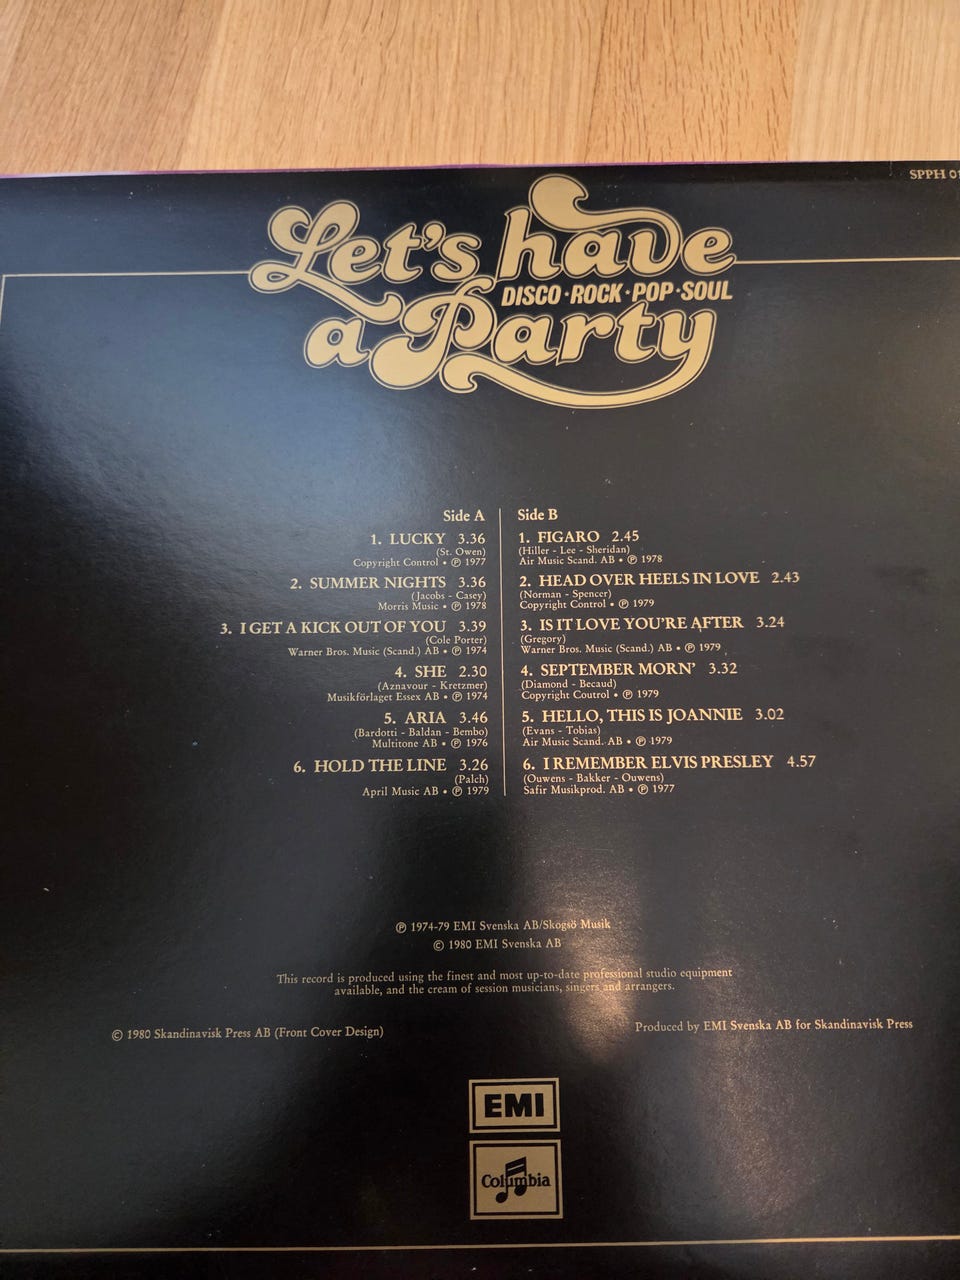 SPPH 01
Let's have
DISCO·ROCK·POP·SOUL
a Party
Side A
1. LUCKY 3.36
(St. Owen)
Copyright Control • ℗ 1977
2. SUMMER NIGHTS 3.36
(Jacobs - Casey)
Morris Music • ℗ 1978
3. I GET A KICK OUT OF YOU 3.39
(Cole Porter)
Warner Bros. Music (Scand.) AB • ℗ 1974
4. SHE 2.30
(Aznavour - Kretzmer)
Musikförlaget Essex AB • ℗ 1974
5. ARIA 3.46
(Bardotti - Baldan - Bembo)
Multitone AB • ℗ 1976
6. HOLD THE LINE 3.26
(Palch)
April Music AB • ℗ 1979
Side B
1. FIGARO 2.45
(Hiller - Lee - Sheridan)
Air Music Scand. AB • ℗ 1978
2. HEAD OVER HEELS IN LOVE 2.43
(Norman - Spencer)
Copyright Control • ℗ 1979
3. IS IT LOVE YOU'RE AFTER 3.24
(Gregory)
Warner Bros. Music (Scand.) AB • ℗ 1979
4. SEPTEMBER MORN' 3.32
(Diamond - Becaud)
Copyright Coutrol • ℗ 1979
5. HELLO, THIS IS JOANNIE 3.02
(Evans - Tobias)
Air Music Scand. AB • ℗ 1979
6. I REMEMBER ELVIS PRESLEY 4.57
(Ouwens - Bakker - Ouwens)
Safir Musikprod. AB • ℗ 1977
℗ 1974-79 EMI Svenska AB/Skogsö Musik
© 1980 EMI Svenska AB
This record is produced using the finest and most up-to-date professional studio equipment
available, and the cream of session musicians, singers and arrangers.
© 1980 Skandinavisk Press AB (Front Cover Design)
Produced by EMI Svenska AB for Skandinavisk Press
EMI
Columbia